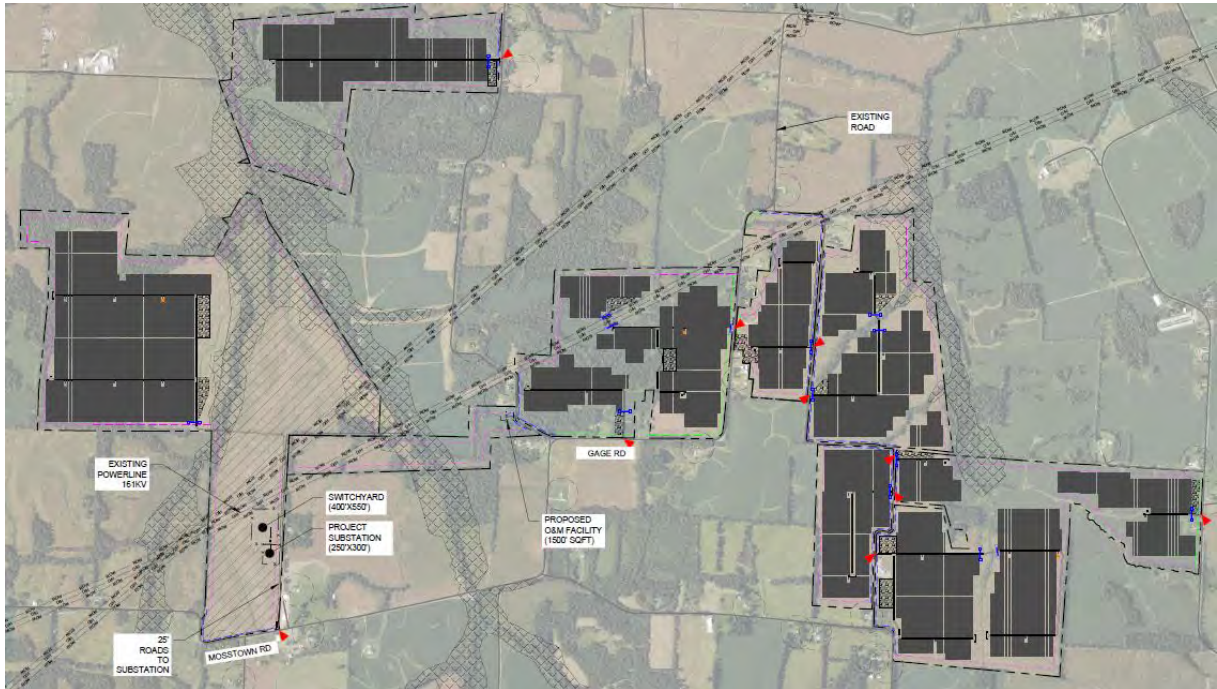 EXISTING
ROAD
EXISTING
POWERLINE
161KV
SWITCHYARD
(400'X550')
PROJECT
SUBSTATION
(250'X300')
PROPOSED
O&M FACILITY
(1500' SQFT)
GAGE RD
25'
ROADS
TO
SUBSTATION
MOSSTOWN RD